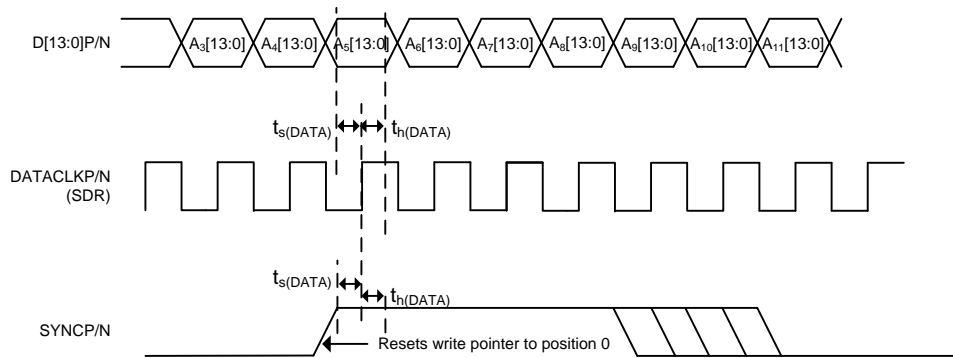 D[13:0]P/N
A3[13:0] A4[13:0] A5[13:0] A6[13:0] A7[13:0] A8[13:0] A9[13:0] A10[13:0] A11[13:0]
ts(DATA) th(DATA)
DATACLKP/N
(SDR)
ts(DATA)
th(DATA)
SYNCP/N
Resets write pointer to position 0